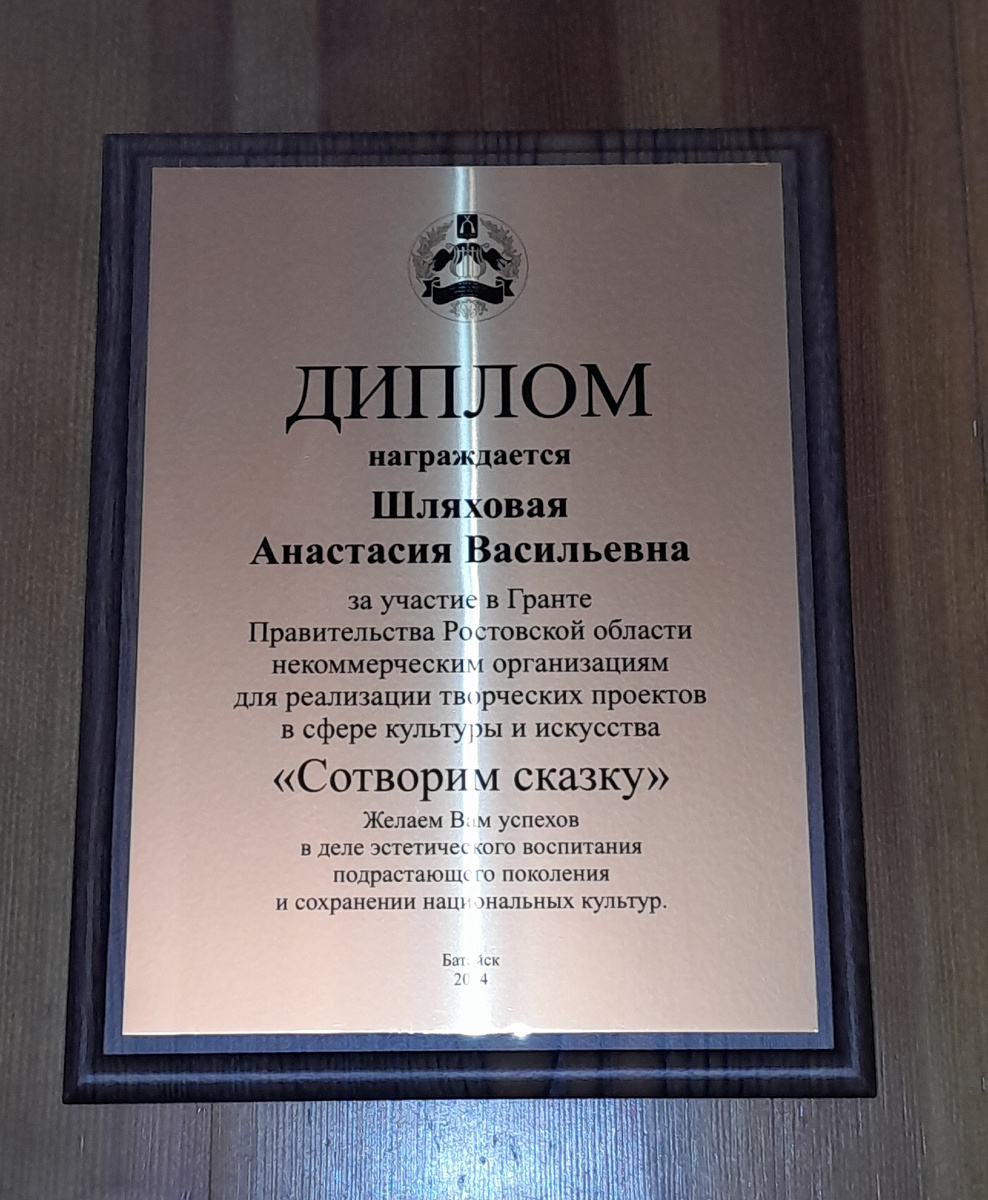 ДИПЛОМ
награждается
Шляховая
Анастасия Васильевна
за участие в Гранте
Правительства Ростовской области
некоммерческим организациям
для реализации творческих проектов
в сфере культуры и искусства
«Сотворим сказку»
Желаем Вам успехов
в деле эстетического воспитания
подрастающего поколения
и сохранении национальных культур.
Батайск